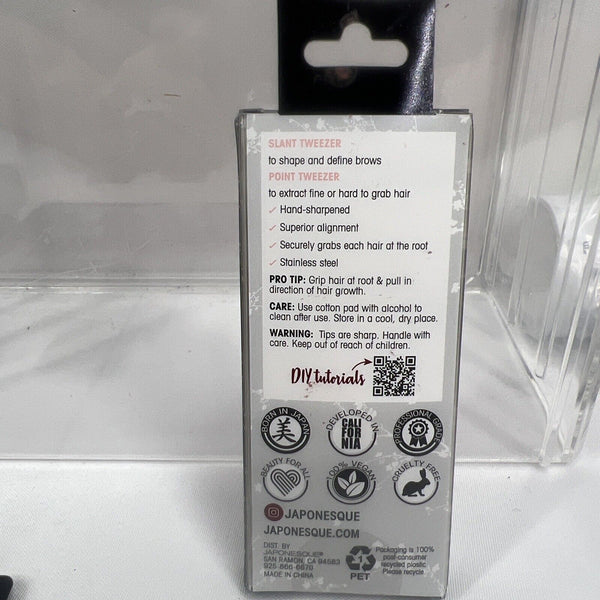 SLANT TWEEZER
to shape and define brows
POINT TWEEZER
to extract fine or hard to grab hair
✓ Hand-sharpened
✓ Superior alignment
✓ Securely grabs each hair at the root
✓ Stainless steel
PRO TIP: Grip hair at root & pull in
direction of hair growth.
CARE: Use cotton pad with alcohol to
clean after use. Store in a cool, dry place.
WARNING: Tips are sharp. Handle with
care. Keep out of reach of children.
DIY tutorials
BORN IN JAPAN
美
DEVELOPED IN
CALI
FOR
NIA
PROFESSIONAL GRADE
BEAUTY FOR ALL
100% VEGAN
CRUELTY FREE
JAPONESQUE
JAPONESQUE.COM
DIST. BY
JAPONESQUE®
SAN RAMON, CA 94583
925-866-6670
MADE IN CHINA
1
PET
Packaging is 100%
post-consumer
recycled plastic.
Please recycle.